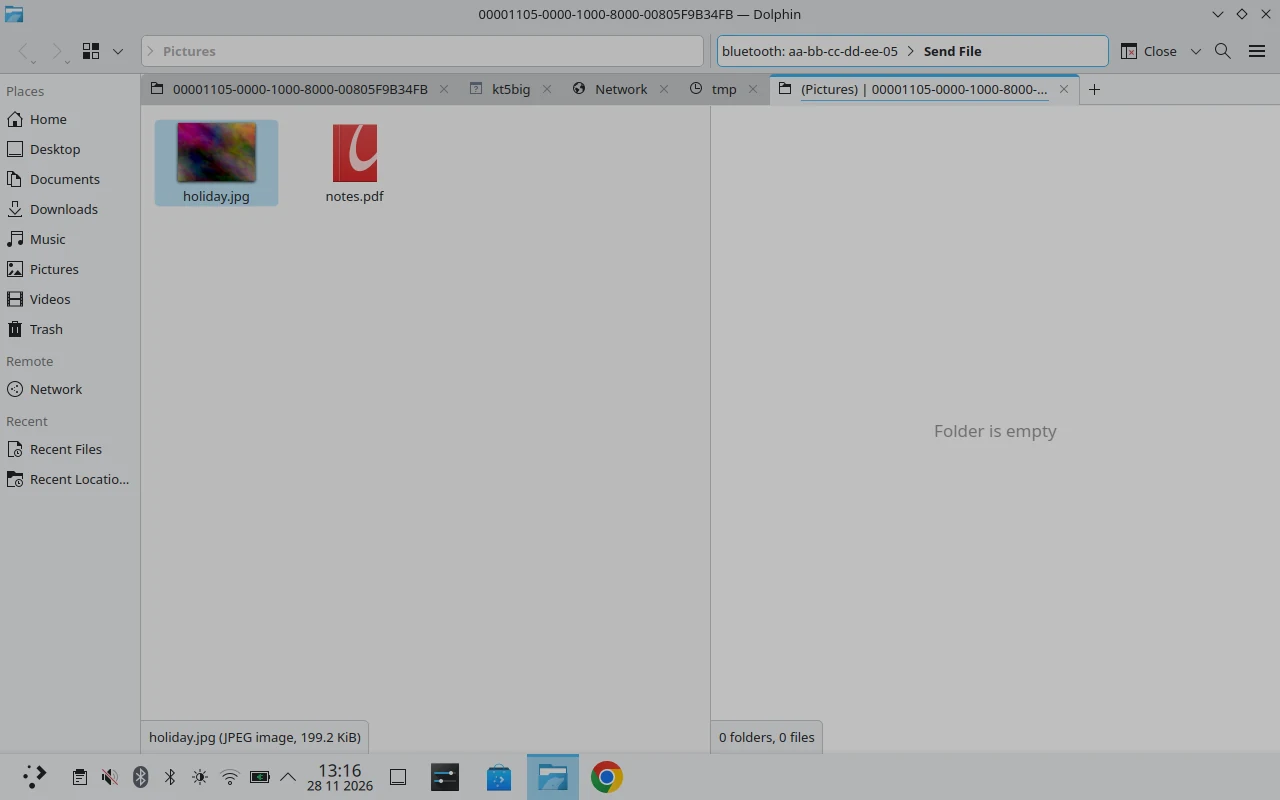 00001105-0000-1000-8000-00805F9B34FB — Dolphin
Pictures
bluetooth: aa-bb-cc-dd-ee-05 > Send File
Close
Places
Home
Desktop
Documents
Downloads
Music
Pictures
Videos
Trash
Remote
Network
Recent
Recent Files
Recent Locatio...
00001105-0000-1000-8000-00805F9B34FB
kt5big
Network
tmp
(Pictures) | 00001105-0000-1000-8000-...
holiday.jpg
notes.pdf
Folder is empty
holiday.jpg (JPEG image, 199.2 KiB)
0 folders, 0 files
13:16
28 11 2026